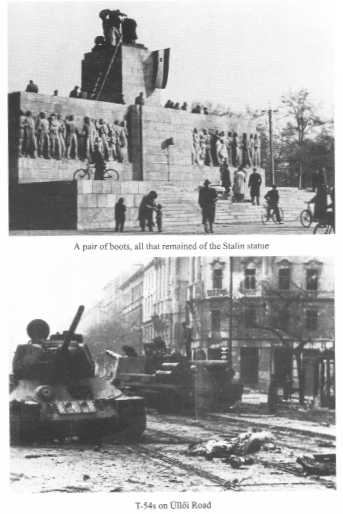 A pair of boots, all that remained of the Stalin statue
T-54s on Üllői Road